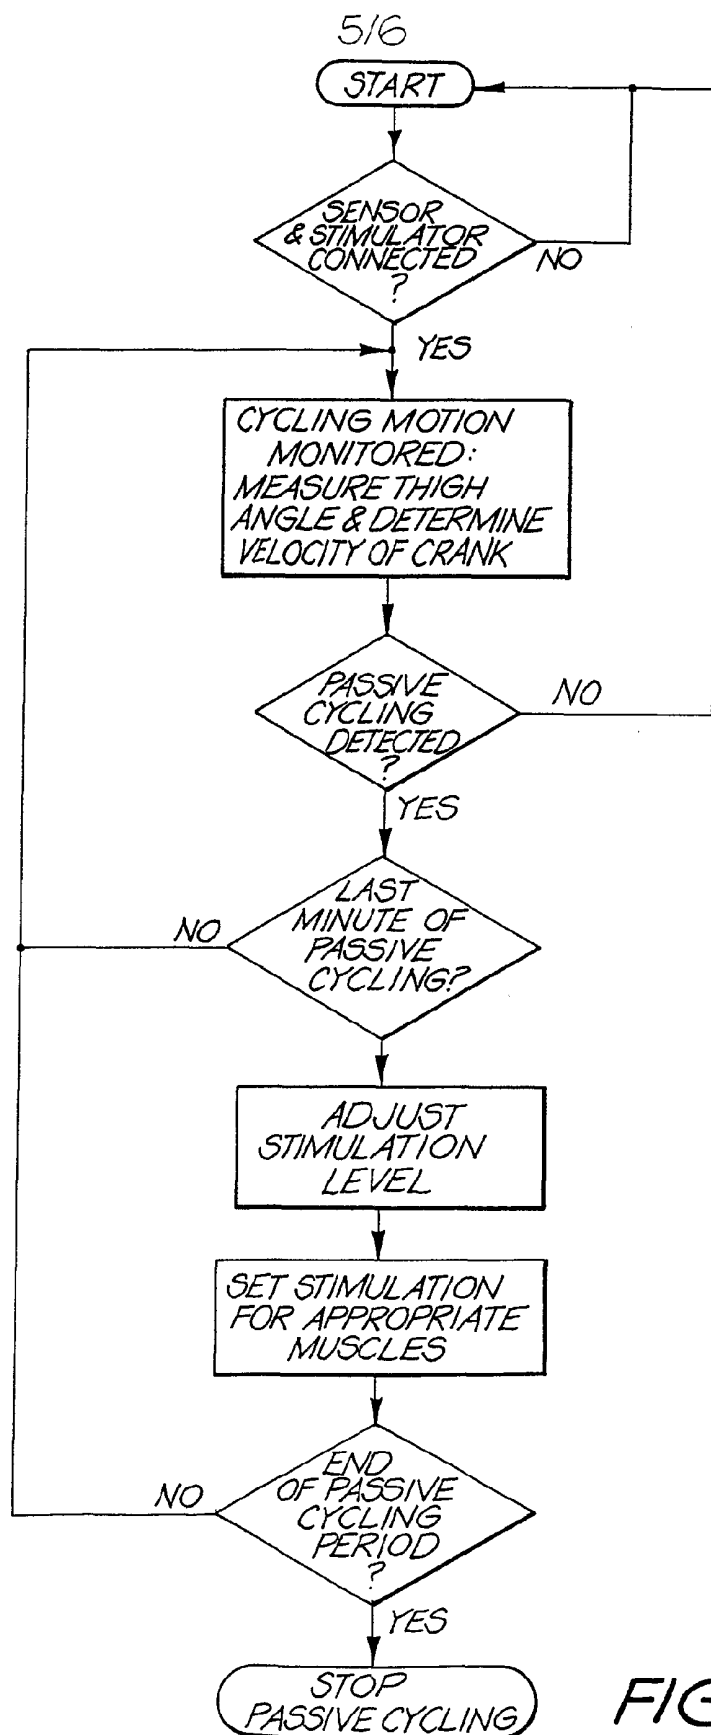 5/6
START
SENSOR
& STIMULATOR
CONNECTED
?
NO
YES
CYCLING MOTION
MONITORED:
MEASURE THIGH
ANGLE & DETERMINE
VELOCITY OF CRANK
PASSIVE
CYCLING
DETECTED
?
NO
YES
LAST
MINUTE OF
PASSIVE
CYCLING?
NO
ADJUST
STIMULATION
LEVEL
SET STIMULATION
FOR APPROPRIATE
MUSCLES
END
OF PASSIVE
CYCLING
PERIOD
?
NO
YES
STOP
PASSIVE CYCLING
FIG